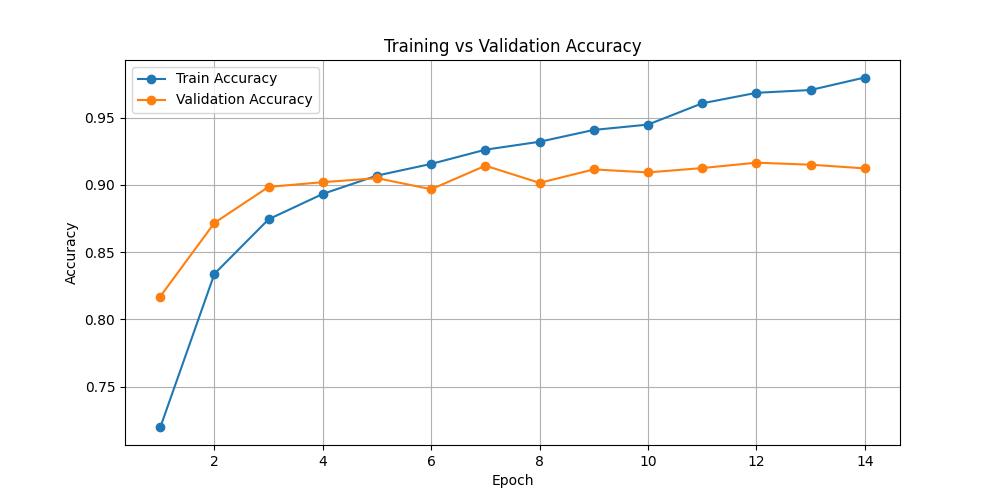 Training vs Validation Accuracy
Train Accuracy
Validation Accuracy
0.95
0.90
0.85
0.80
0.75
Accuracy
2 4 6 8 10 12 14
Epoch